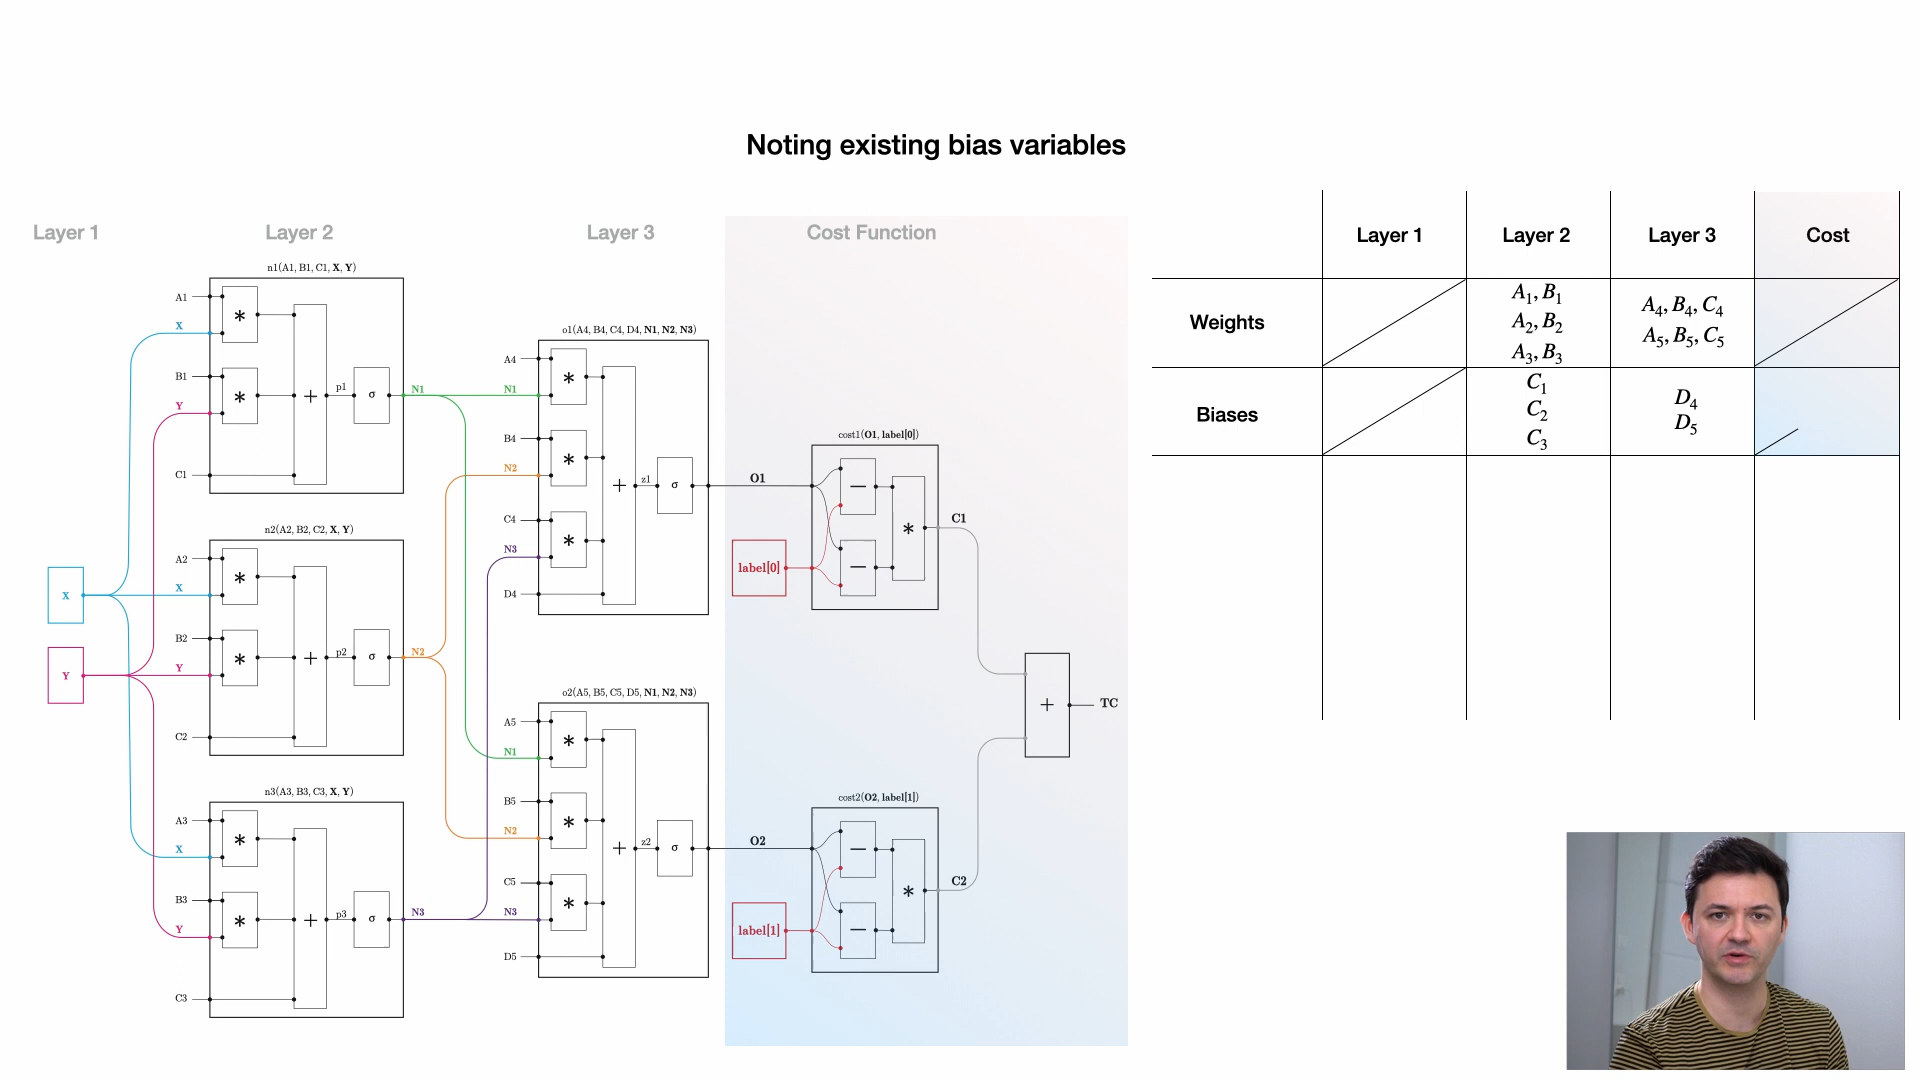 Noting existing bias variables
Layer 1
Layer 2
Layer 3
Cost Function
n1(A1, B1, C1, X, Y)
A1
X
B1
Y
C1
*
*
+
p1
σ
N1
n2(A2, B2, C2, X, Y)
A2
X
B2
Y
C2
*
*
+
p2
σ
N2
n3(A3, B3, C3, X, Y)
A3
X
B3
Y
C3
*
*
+
p3
σ
N3
X
Y
o1(A4, B4, C4, D4, N1, N2, N3)
A4
N1
B4
N2
C4
N3
D4
*
*
*
+
z1
σ
O1
o2(A5, B5, C5, D5, N1, N2, N3)
A5
N1
B5
N2
C5
N3
D5
*
*
*
+
z2
σ
O2
cost1(O1, label[0])
label[0]
−
−
*
C1
cost2(O2, label[1])
label[1]
−
−
*
C2
+
TC
Layer 1 Layer 2 Layer 3 Cost
Weights
A₁, B₁
A₂, B₂
A₃, B₃
A₄, B₄, C₄
A₅, B₅, C₅
Biases
C₁
C₂
C₃
D₄
D₅